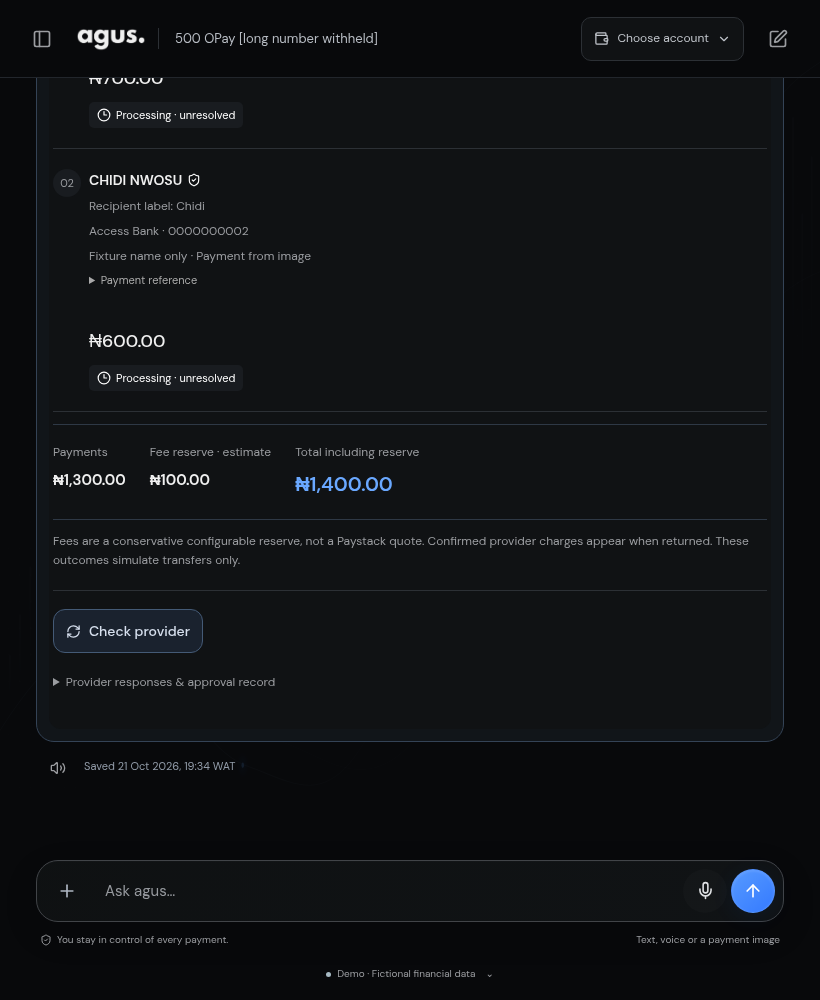 agus.
500 OPay [long number withheld]
Choose account
₦700.00
Processing · unresolved
02
CHIDI NWOSU
Recipient label: Chidi
Access Bank · 0000000002
Fixture name only · Payment from image
Payment reference
₦600.00
Processing · unresolved
Payments
Fee reserve · estimate
Total including reserve
₦1,300.00
₦100.00
₦1,400.00
Fees are a conservative configurable reserve, not a Paystack quote. Confirmed provider charges appear when returned. These
outcomes simulate transfers only.
Check provider
Provider responses & approval record
Saved 21 Oct 2026, 19:34 WAT
Ask agus...
You stay in control of every payment.
Text, voice or a payment image
Demo · Fictional financial data